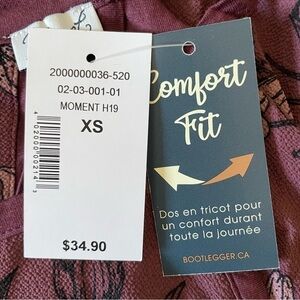 2000000036-520
02-03-001-01
MOMENT H19
XS
$34.90
Comfort
Fit
Dos en tricot pour
un confort durant
toute la journée
BOOTLEGGER.CA